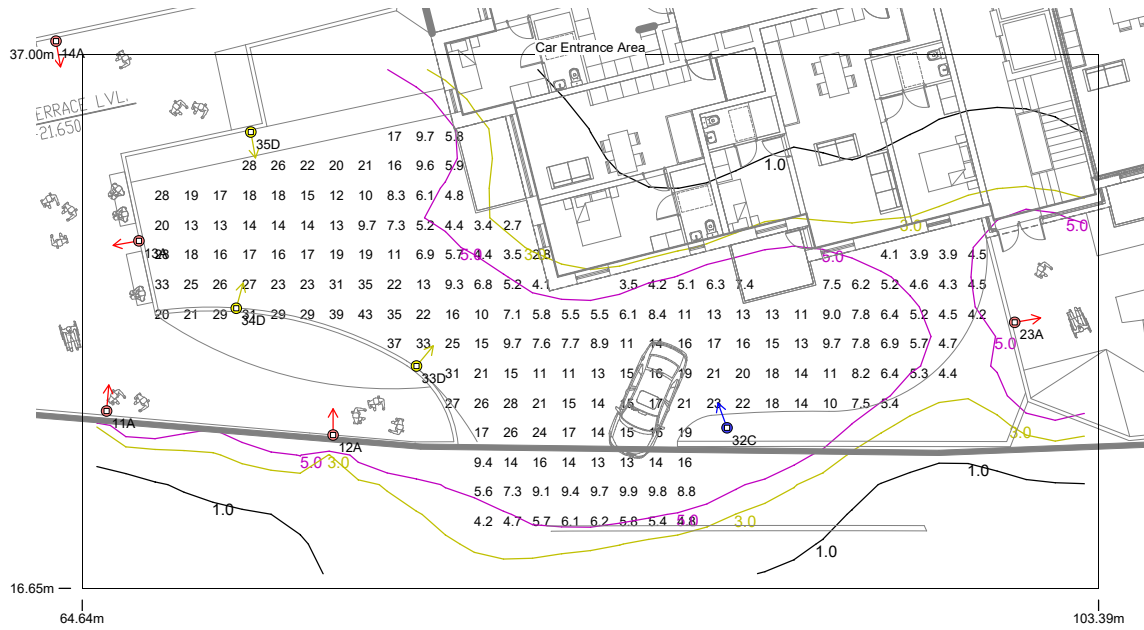 Car Entrance Area
37.00m
14A
TERRACE LVL.
-21.650
35D
17 9.7 5.8
28 26 22 20 21 16 9.6 5.9
1.0
28 19 17 18 18 15 12 10 8.3 6.1 4.8
20 13 13 14 14 14 13 9.7 7.3 5.2 4.4 3.4 2.7
3.0 5.0
13A
28 18 16 17 16 17 19 19 11 6.9 5.7 4.4 3.5 2.8 4.1 3.9 3.9 4.5
5.0 3.0 5.0
33 25 26 27 23 23 31 35 22 13 9.3 6.8 5.2 4.1 3.5 4.2 5.1 6.3 7.4 7.5 6.2 5.2 4.6 4.3 4.5
34D
20 21 29 31 29 29 39 43 35 22 16 10 7.1 5.8 5.5 5.5 6.1 8.4 11 13 13 13 11 9.0 7.8 6.4 5.2 4.5 4.2
23A
37 33 25 15 9.7 7.6 7.7 8.9 11 14 16 17 16 15 13 9.7 7.8 6.9 5.7 4.7
5.0
33D
31 21 15 11 11 13 15 16 19 21 20 18 14 11 8.2 6.4 5.3 4.4
27 26 28 21 15 14 16 17 21 23 22 18 14 10 7.5 5.4
11A
32C
17 26 24 17 14 15 16 19
3.0
12A
5.0 3.0
9.4 14 16 14 13 13 14 16
1.0
5.6 7.3 9.1 9.4 9.7 9.9 9.8 8.8
1.0
4.2 4.7 5.7 6.1 6.2 5.8 5.4 4.8
5.0 3.0
1.0
16.65m
64.64m
103.39m